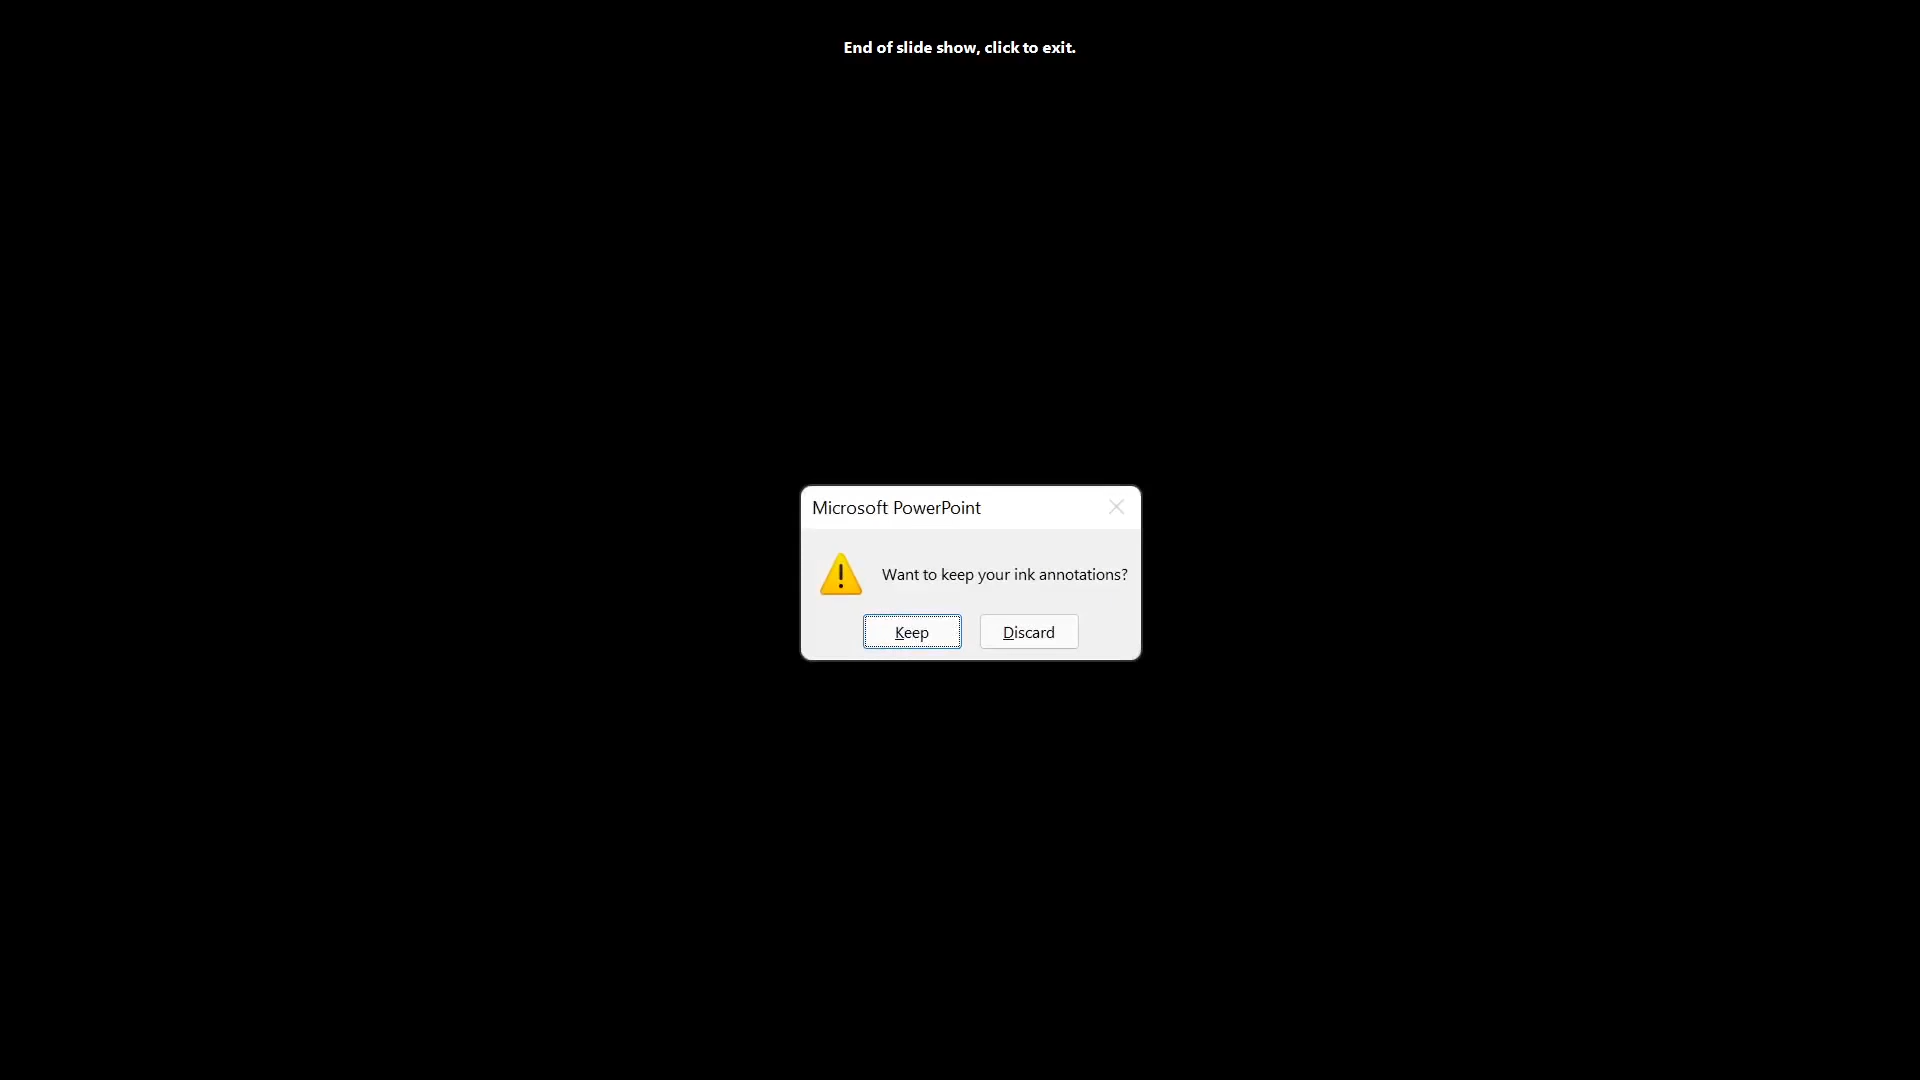 End of slide show, click to exit.
Microsoft PowerPoint
Want to keep your ink annotations?
Keep
Discard